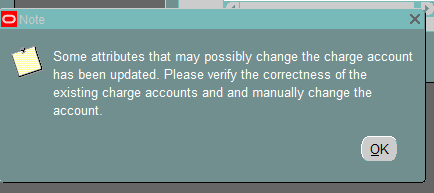 Note
Some attributes that may possibly change the charge account
has been updated. Please verify the correctness of the
existing charge accounts and and manually change the
account.
OK